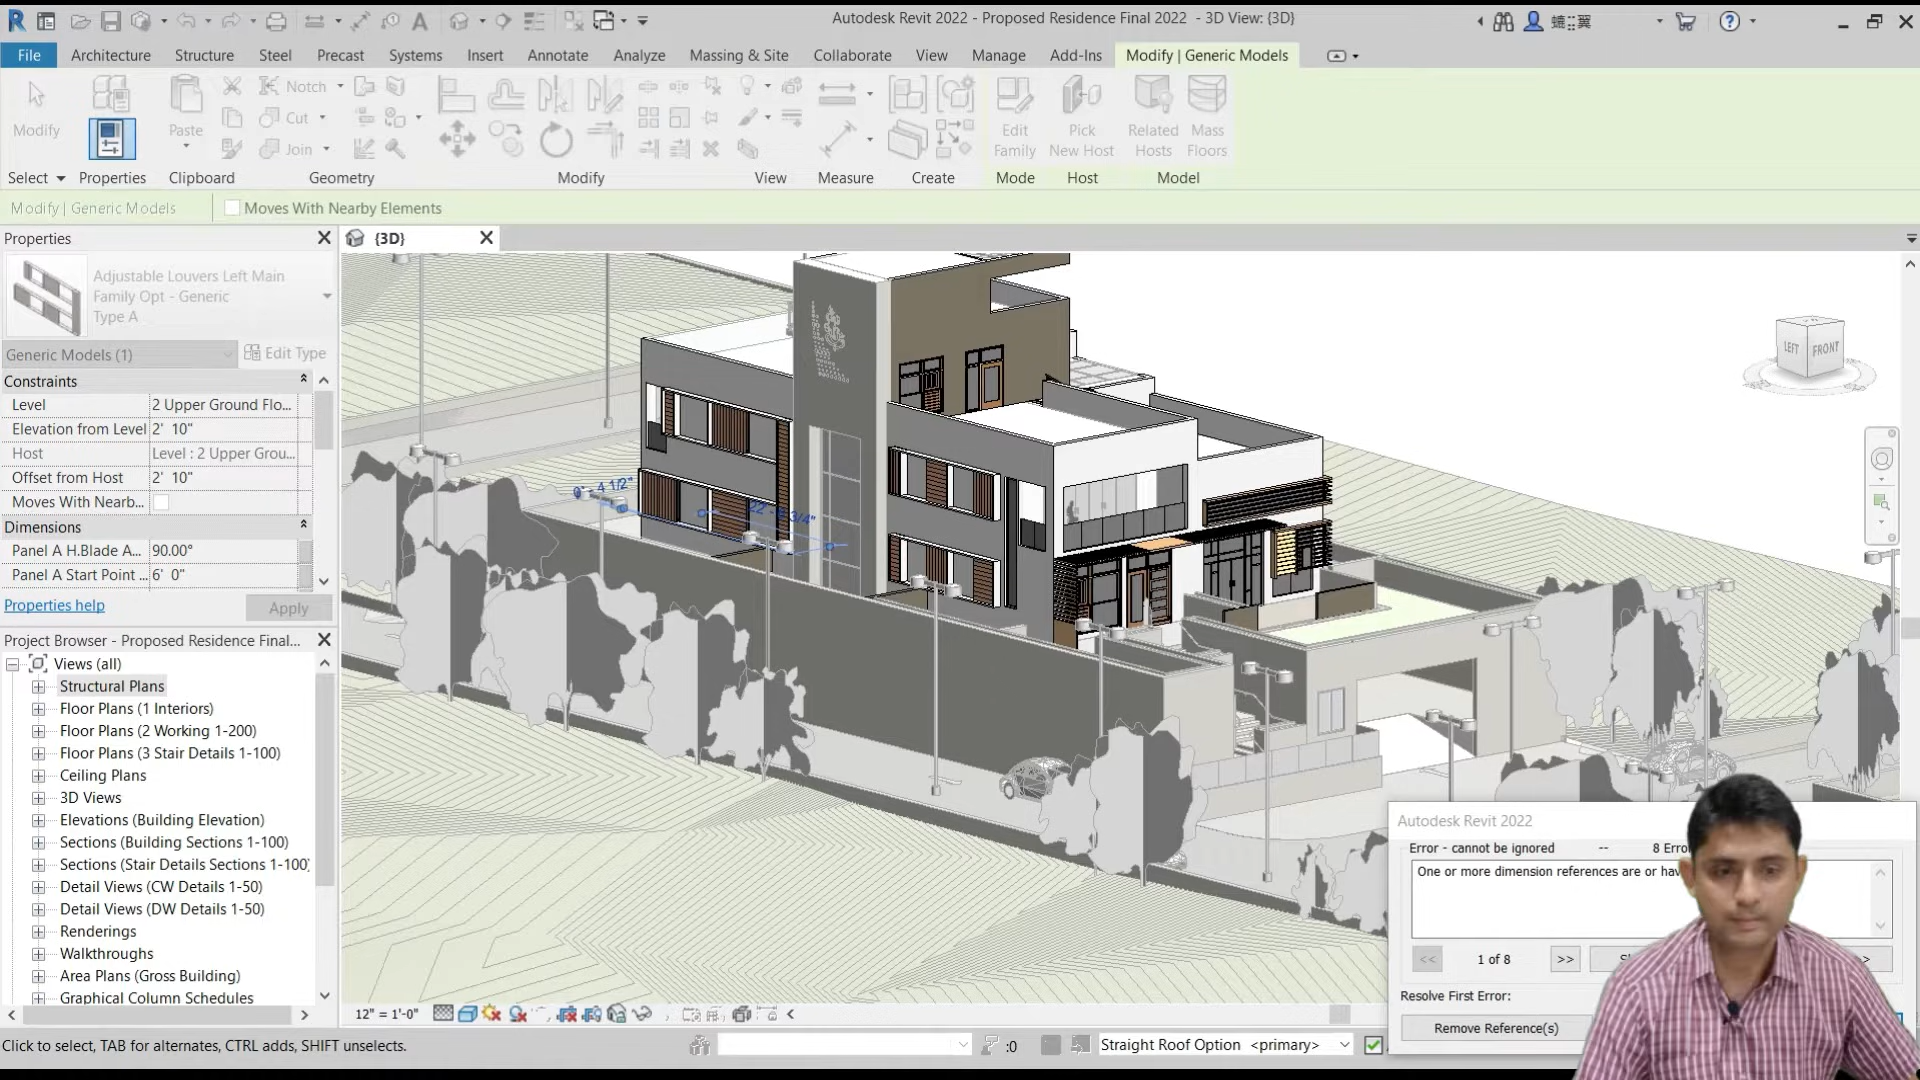 Autodesk Revit 2022 - Proposed Residence Final 2022 - 3D View: {3D}
File Architecture Structure Steel Precast Systems Insert Annotate Analyze Massing & Site Collaborate View Manage Add-Ins Modify | Generic Models
Modify Paste Notch Cut Join Edit Family Pick New Host Related Hosts Mass Floors
Select Properties Clipboard Geometry Modify View Measure Create Mode Host Model
Modify | Generic Models Moves With Nearby Elements
Properties
{3D}
Adjustable Louvers Left Main
Family Opt - Generic
Type A
Generic Models (1) Edit Type
Constraints
Level 2 Upper Ground Flo...
Elevation from Level 2' 10"
Host Level : 2 Upper Grou...
Offset from Host 2' 10"
Moves With Nearb...
Dimensions
Panel A H.Blade A... 90.00°
Panel A Start Point ... 6' 0"
Properties help Apply
Project Browser - Proposed Residence Final...
Views (all)
Structural Plans
Floor Plans (1 Interiors)
Floor Plans (2 Working 1-200)
Floor Plans (3 Stair Details 1-100)
Ceiling Plans
3D Views
Elevations (Building Elevation)
Sections (Building Sections 1-100)
Sections (Stair Details Sections 1-100)
Detail Views (CW Details 1-50)
Detail Views (DW Details 1-50)
Renderings
Walkthroughs
Area Plans (Gross Building)
Graphical Column Schedules
LEFT FRONT
Autodesk Revit 2022
Error - cannot be ignored -- 8 Erro
One or more dimension references are or hav
<< 1 of 8 >>
Resolve First Error:
Remove Reference(s)
12" = 1'-0"
Click to select, TAB for alternates, CTRL adds, SHIFT unselects.
:0
Straight Roof Option <primary>